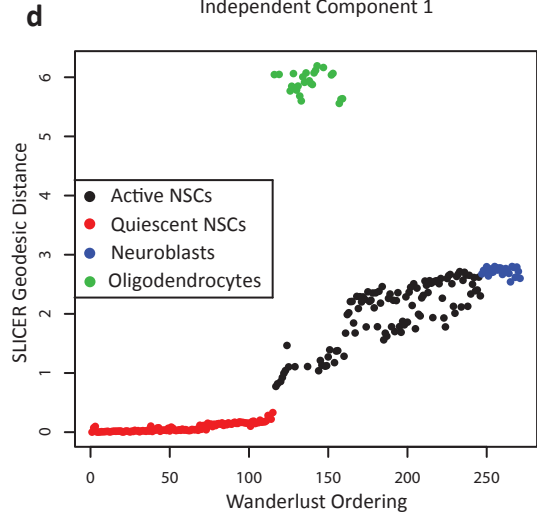 Independent Component 1
d
6
5
4
3
2
1
0
SLICER Geodesic Distance
Active NSCs
Quiescent NSCs
Neuroblasts
Oligodendrocytes
0 50 100 150 200 250
Wanderlust Ordering